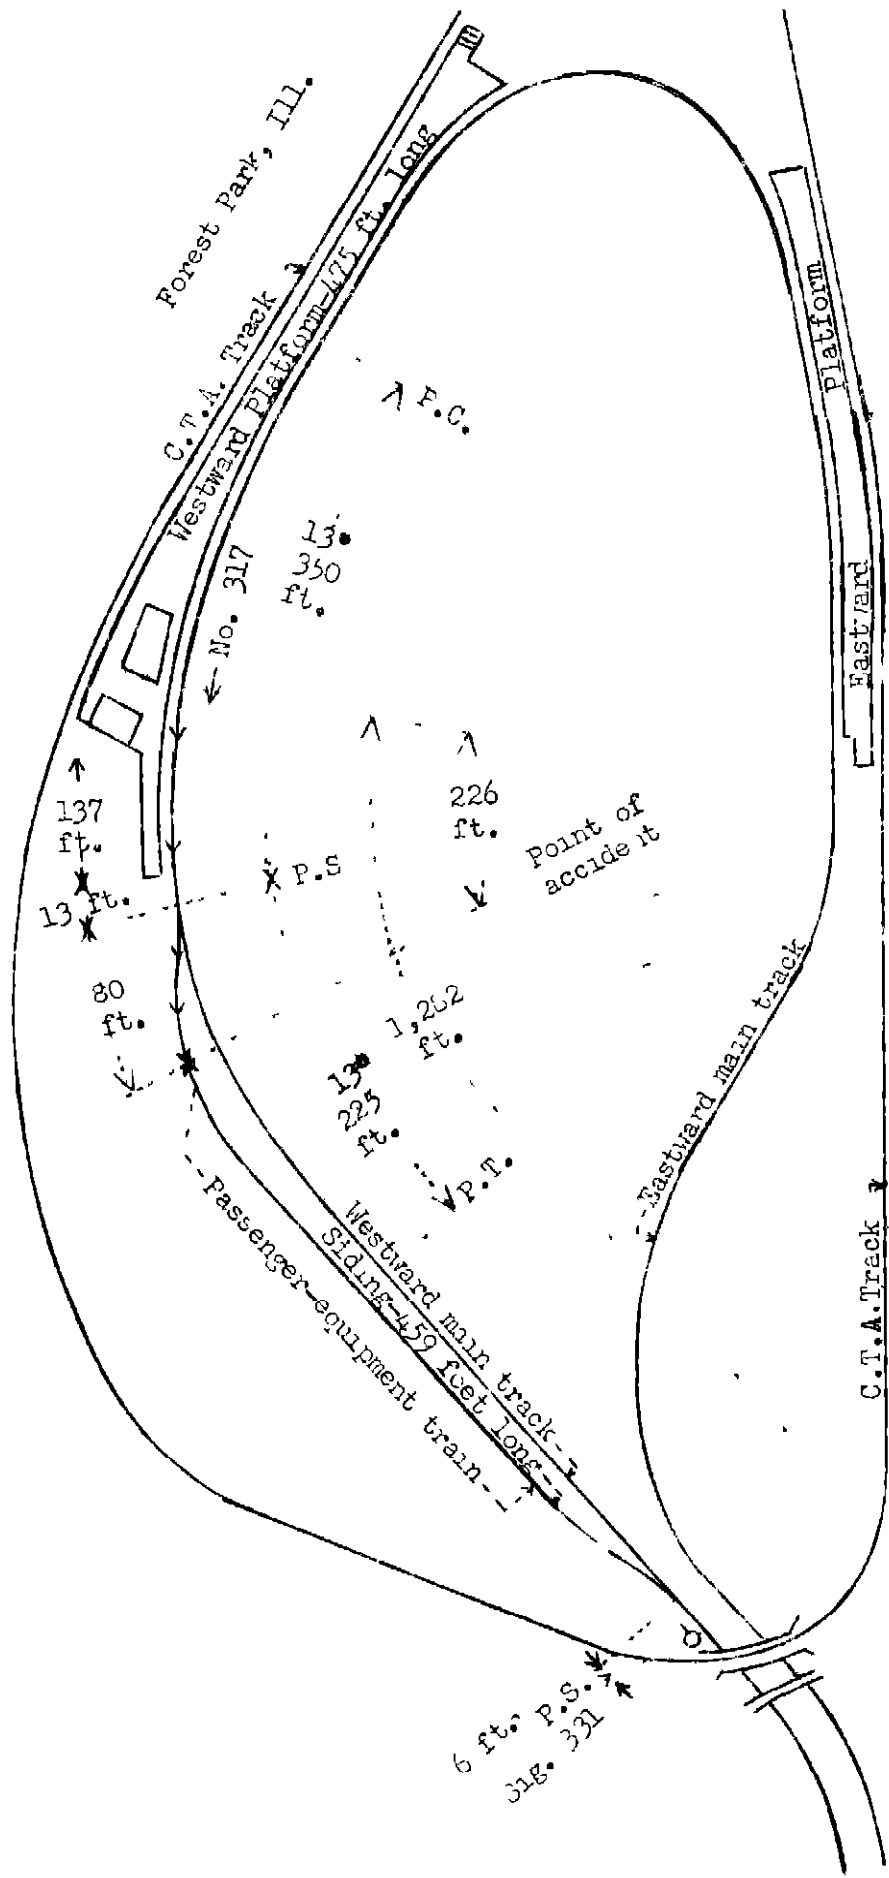 Forest Park, Ill.
C.T.A. Track
Westward Platform-475 ft. long
Platform
Eastward
P.C.
13°
350
ft.
← No. 317
137
ft.
13 ft.
80
ft.
P.S
226
ft.
Point of
accident
1,262
ft.
13°
225
ft.
P.T.
--Eastward main track
Westward main track--
Siding-459 feet long--
--Passenger-equipment train--
C.T.A.Track
6 ft. P.S.
Sig. 331